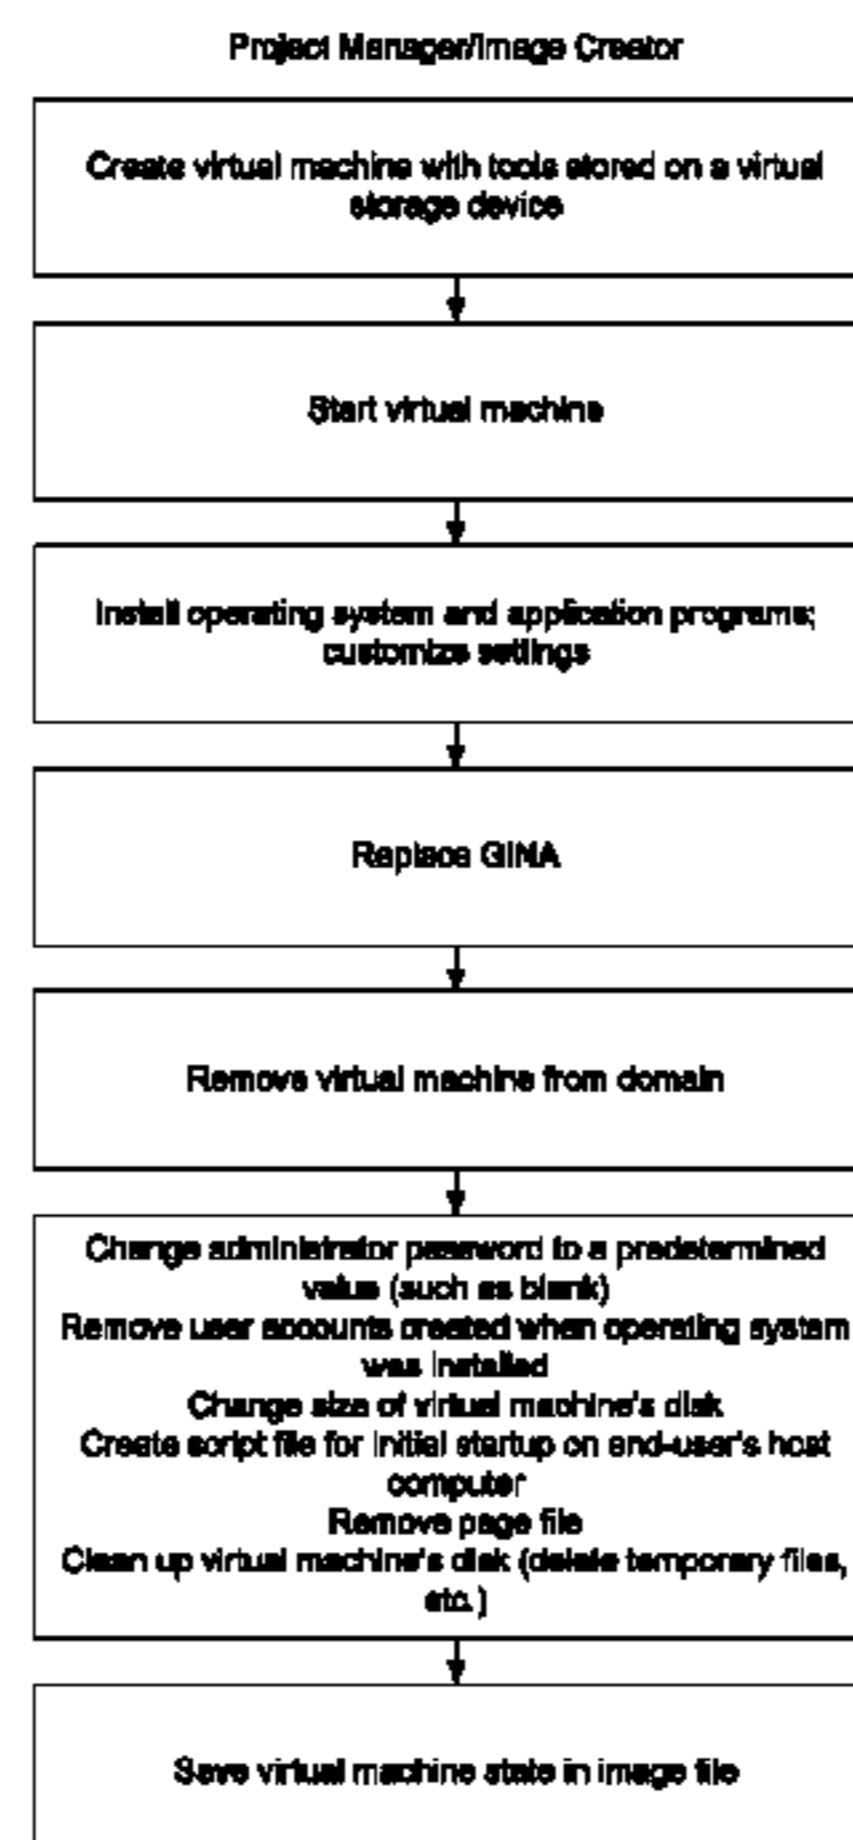 Project Manager/Image Creator
Create virtual machine with tools stored on a virtual
storage device
Start virtual machine
Install operating system and application programs;
customize settings
Replace GINA
Remove virtual machine from domain
Change administrator password to a predetermined
value (such as blank)
Remove user accounts created when operating system
was installed
Change size of virtual machine's disk
Create script file for initial startup on end-user's host
computer
Remove page file
Clean up virtual machine's disk (delete temporary files,
etc.)
Save virtual machine state in image file